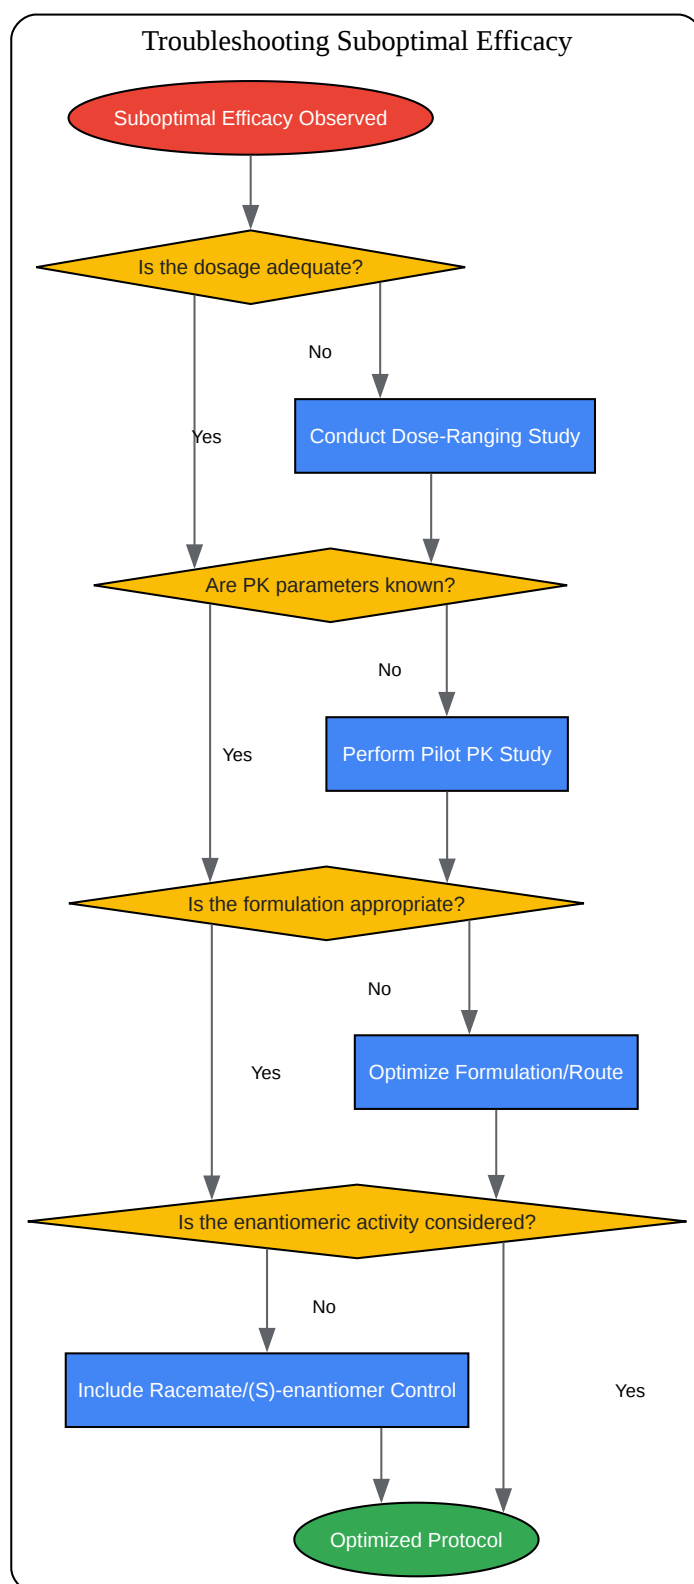 Troubleshooting Suboptimal Efficacy
Suboptimal Efficacy Observed
Is the dosage adequate?
No
Yes
Conduct Dose-Ranging Study
Are PK parameters known?
No
Yes
Perform Pilot PK Study
Is the formulation appropriate?
No
Yes
Optimize Formulation/Route
Is the enantiomeric activity considered?
No
Include Racemate/(S)-enantiomer Control
Yes
Optimized Protocol